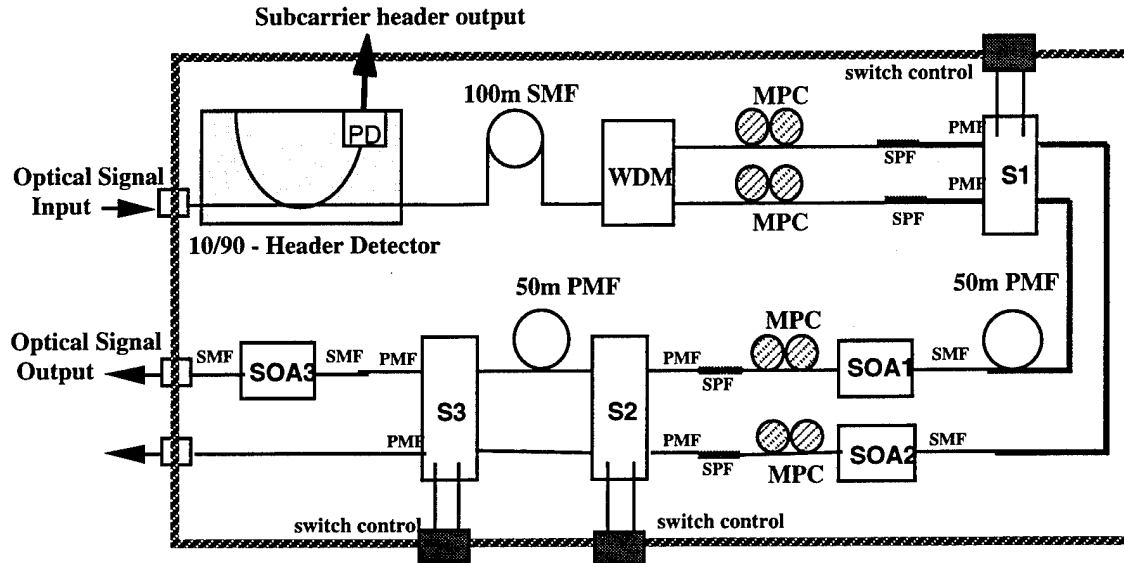 Subcarrier header output
switch control
100m SMF
MPC
PD
PMF
SPF
WDM
S1
Optical Signal
Input
PMF
SPF
MPC
10/90 - Header Detector
50m PMF
50m PMF
MPC
Optical Signal
Output
SMF
SOA3
SMF
PMF
S3
S2
PMF
SPF
SOA1
SMF
PMF
PMF
SPF
MPC
SOA2
SMF
switch control
switch control